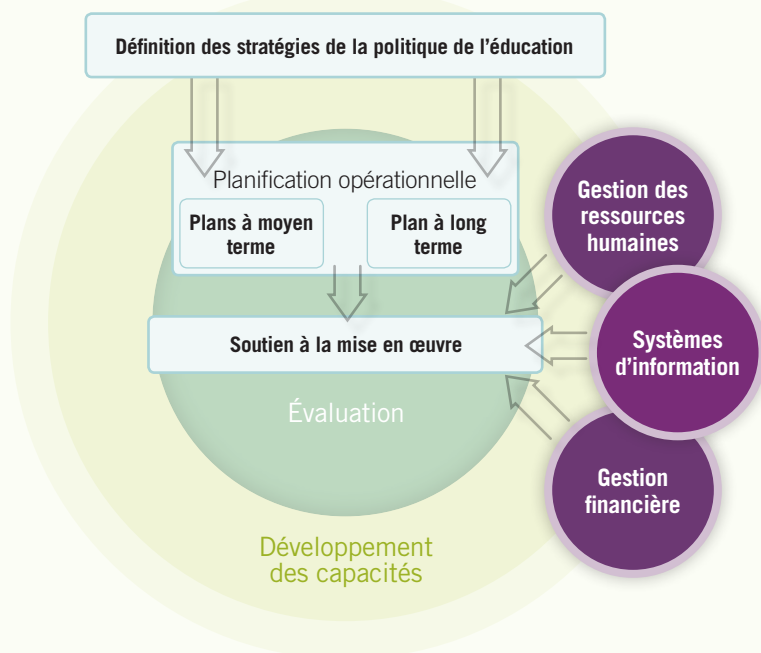 Définition des stratégies de la politique de l’éducation
Planification opérationnelle
Plans à moyen
terme
Plan à long
terme
Gestion des
ressources
humaines
Soutien à la mise en œuvre
Systèmes
d’information
Évaluation
Gestion
financière
Développement
des capacités